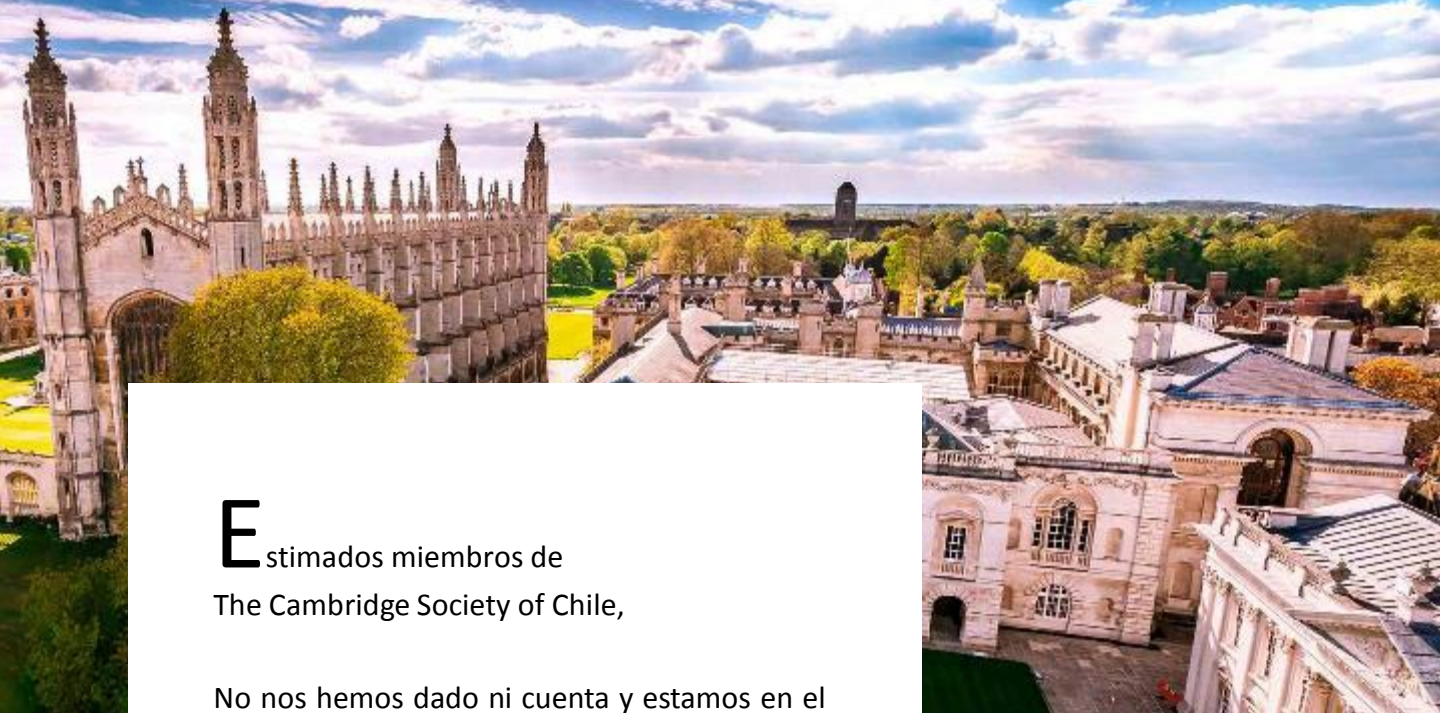 Estimados miembros de
The Cambridge Society of Chile,
No nos hemos dado ni cuenta y estamos en el